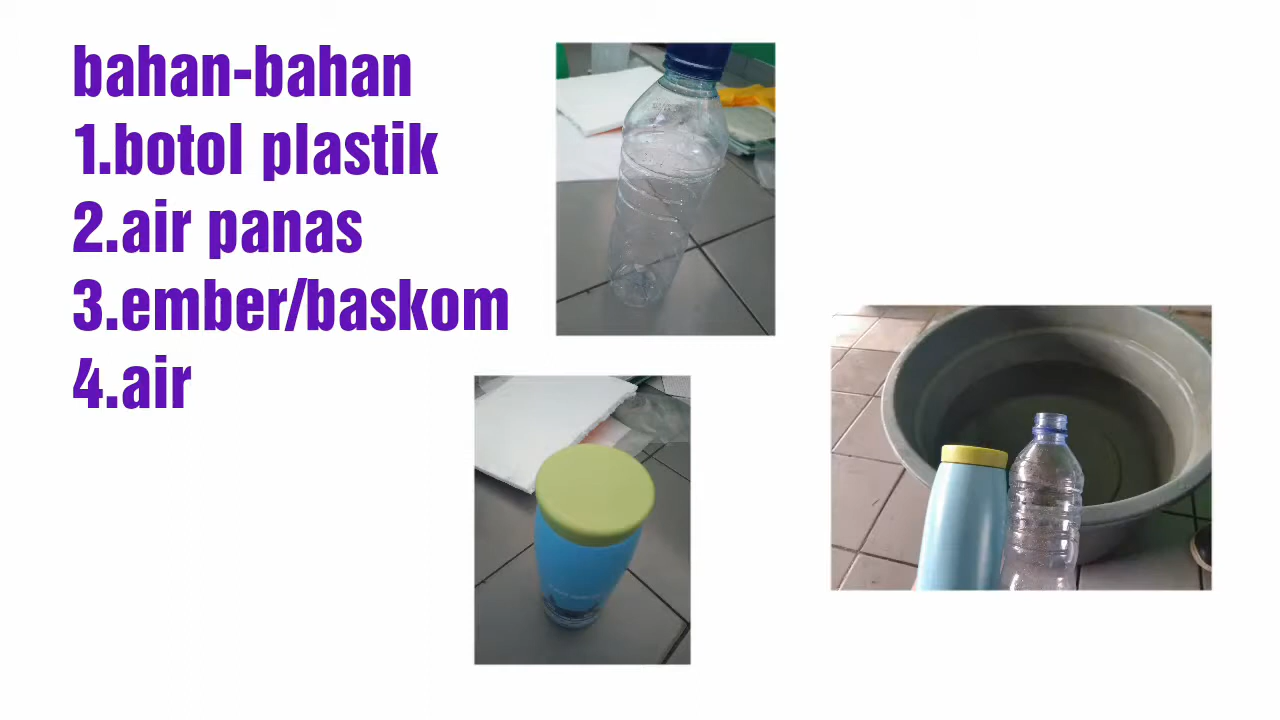 bahan-bahan
1.botol plastik
2.air panas
3.ember/baskom
4.air